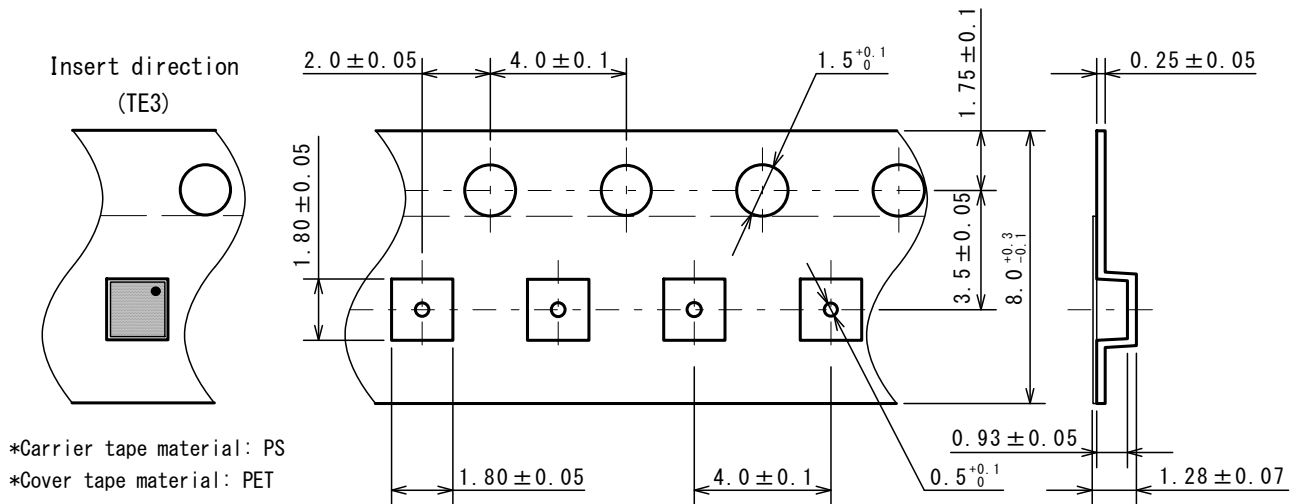 Insert direction
(TE3)
2.0±0.05
4.0±0.1
1.5 +0.1 0
1.75±0.1
0.25±0.05
1.80±0.05
3.5±0.05
8.0 +0.3 -0.1
*Carrier tape material: PS
*Cover tape material: PET
1.80±0.05
4.0±0.1
0.5 +0.1 0
0.93±0.05
1.28±0.07